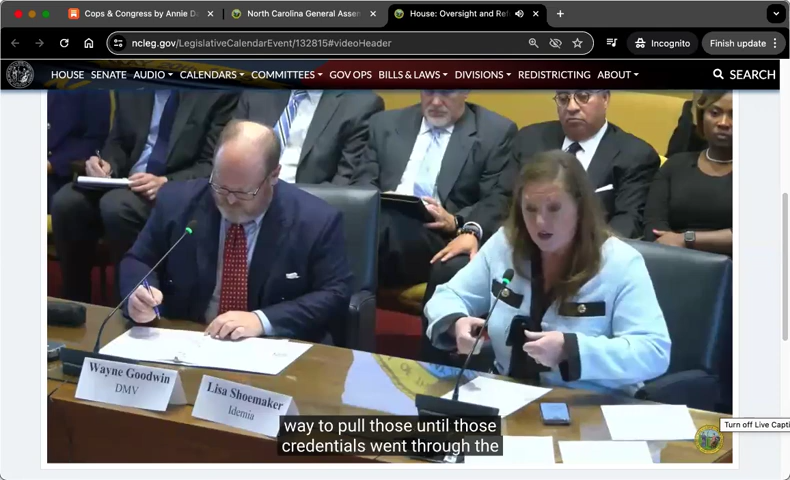 Cops & Congress by Annie D
North Carolina General Assem
House: Oversight and Re
ncleg.gov/LegislativeCalendarEvent/132815#videoHeader
Incognito
Finish update
HOUSE SENATE AUDIO CALENDARS COMMITTEES GOV OPS BILLS & LAWS DIVISIONS REDISTRICTING ABOUT SEARCH
Wayne Goodwin
DMV
Lisa Shoemaker
Idemia
way to pull those until those
credentials went through the
Turn off Live Capti